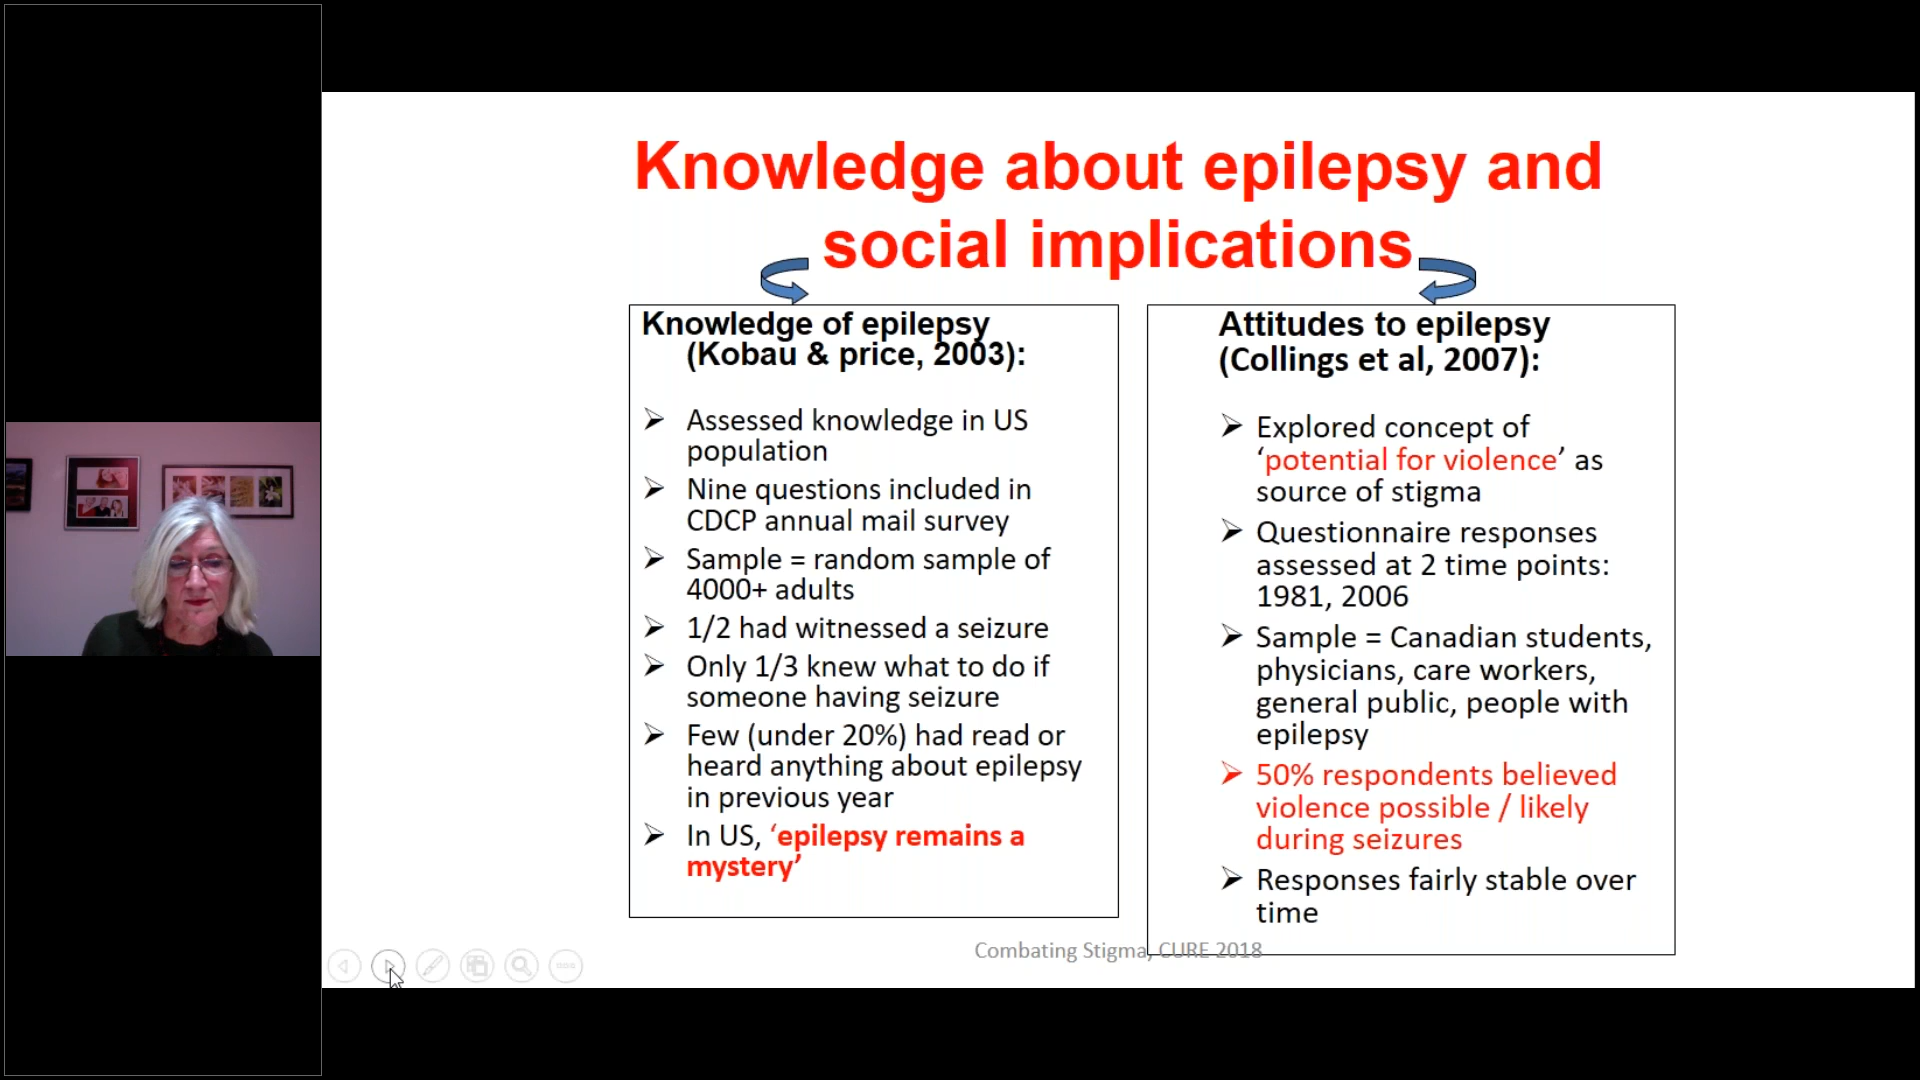 Knowledge about epilepsy and
social implications
Knowledge of epilepsy
(Kobau & price, 2003):
➢ Assessed knowledge in US
population
➢ Nine questions included in
CDCP annual mail survey
➢ Sample = random sample of
4000+ adults
➢ 1/2 had witnessed a seizure
➢ Only 1/3 knew what to do if
someone having seizure
➢ Few (under 20%) had read or
heard anything about epilepsy
in previous year
➢ In US, ‘epilepsy remains a
mystery’
Attitudes to epilepsy
(Collings et al, 2007):
➢ Explored concept of
‘potential for violence’ as
source of stigma
➢ Questionnaire responses
assessed at 2 time points:
1981, 2006
➢ Sample = Canadian students,
physicians, care workers,
general public, people with
epilepsy
➢ 50% respondents believed
violence possible / likely
during seizures
➢ Responses fairly stable over
time
Combating Stigma, CURE 2018